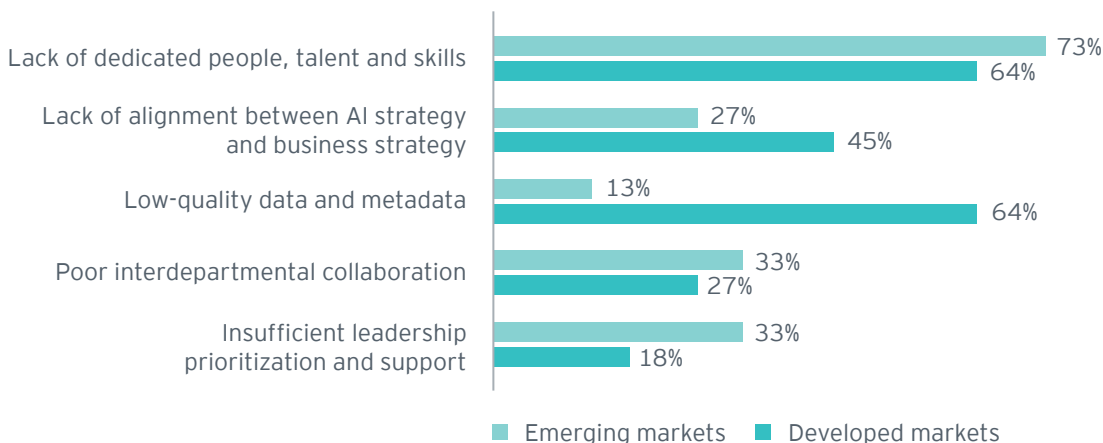 Lack of dedicated people, talent and skills
73%
64%
Lack of alignment between AI strategy
and business strategy
27%
45%
Low-quality data and metadata
13%
64%
Poor interdepartmental collaboration
33%
27%
Insufficient leadership
prioritization and support
33%
18%
Emerging markets Developed markets